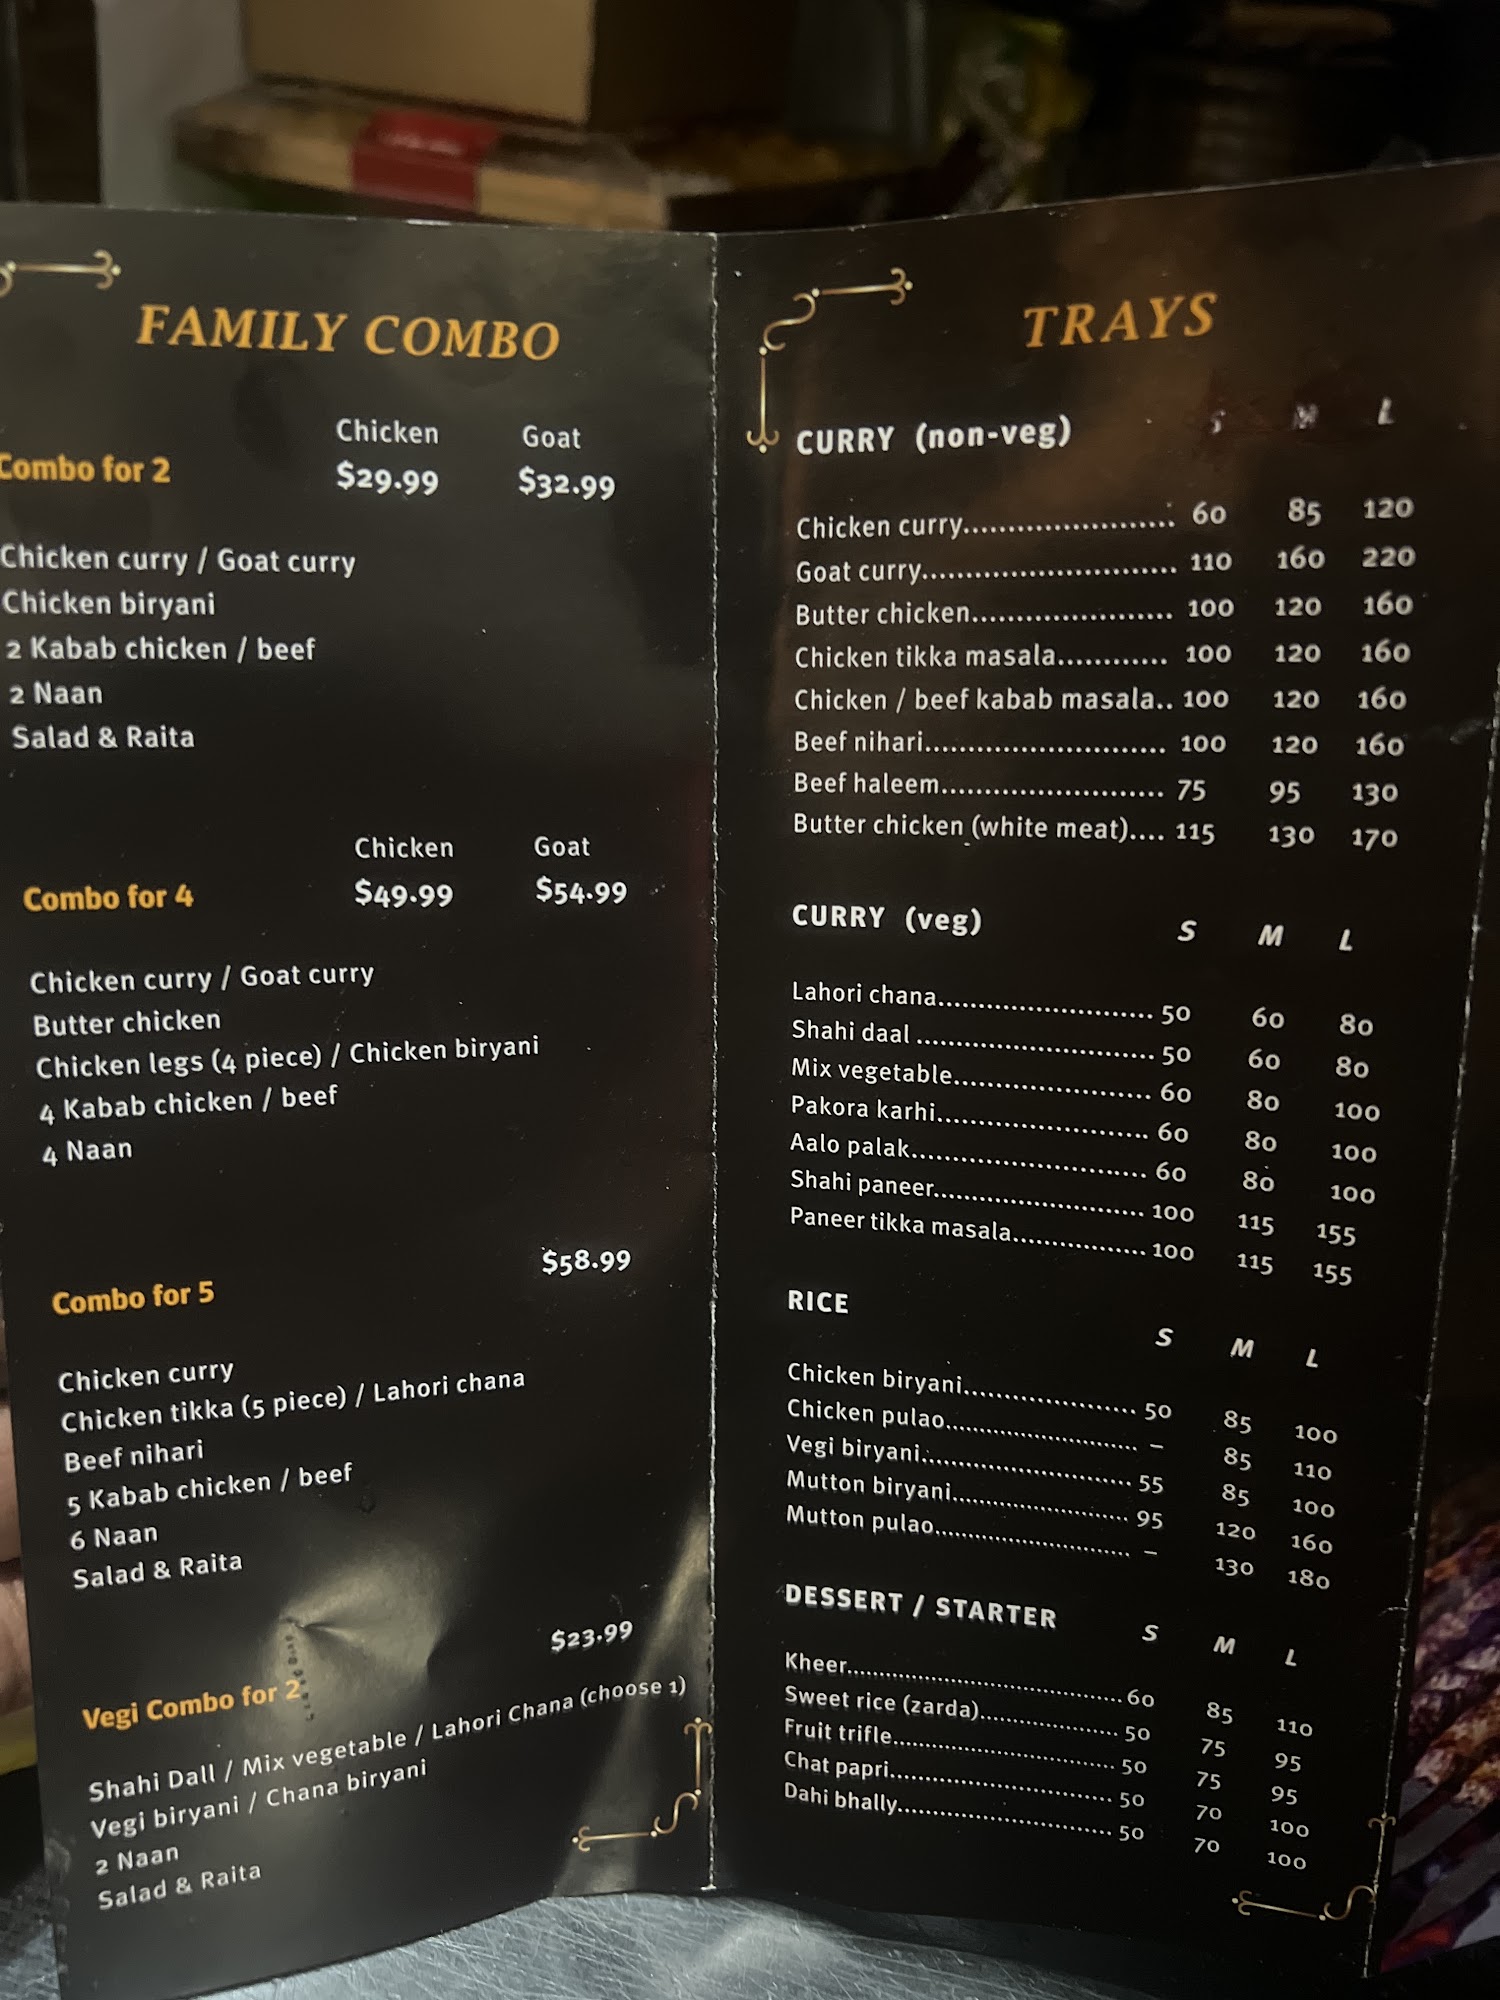 FAMILY COMBO
Chicken Goat
Combo for 2 $29.99 $32.99
Chicken curry / Goat curry
Chicken biryani
2 Kabab chicken / beef
2 Naan
Salad & Raita
Chicken Goat
Combo for 4 $49.99 $54.99
Chicken curry / Goat curry
Butter chicken
Chicken legs (4 piece) / Chicken biryani
4 Kabab chicken / beef
4 Naan
$58.99
Combo for 5
Chicken curry
Chicken tikka (5 piece) / Lahori chana
Beef nihari
5 Kabab chicken / beef
6 Naan
Salad & Raita
$23.99
Vegi Combo for 2
Shahi Dall / Mix vegetable / Lahori Chana (choose 1)
Vegi biryani / Chana biryani
2 Naan
Salad & Raita
TRAYS
CURRY (non-veg) S M L
Chicken curry........................ 60 85 120
Goat curry............................. 110 160 220
Butter chicken....................... 100 120 160
Chicken tikka masala............ 100 120 160
Chicken / beef kabab masala.. 100 120 160
Beef nihari........................... 100 120 160
Beef haleem......................... 75 95 130
Butter chicken (white meat).... 115 130 170
CURRY (veg) S M L
Lahori chana........................... 50 60 80
Shahi daal .............................. 50 60 80
Mix vegetable......................... 60 80 100
Pakora karhi........................... 60 80 100
Aalo palak.............................. 60 80 100
Shahi paneer.......................... 100 115 155
Paneer tikka masala................ 100 115 155
RICE S M L
Chicken biryani...................... 50 85 100
Chicken pulao........................ – 85 110
Vegi biryani........................... 55 85 100
Mutton biryani....................... 95 120 160
Mutton pulao......................... – 130 180
DESSERT / STARTER S M L
Kheer.................................... 60 85 110
Sweet rice (zarda)................... 50 75 95
Fruit trifle.............................. 50 75 95
Chat papri.............................. 50 70 100
Dahi bhally............................ 50 70 100